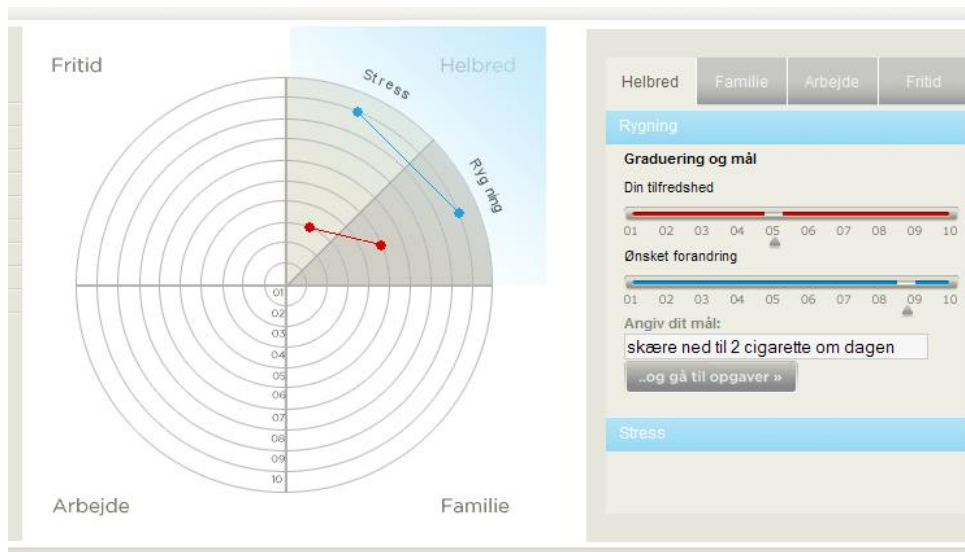 Fritid
Helbred
Stress
Rygning
01
02
03
04
05
06
07
08
09
10
Arbejde
Familie
Helbred Familie Arbejde Fritid
Rygning
Graduering og mål
Din tilfredshed
01 02 03 04 05 06 07 08 09 10
Ønsket forandring
01 02 03 04 05 06 07 08 09 10
Angiv dit mål:
skære ned til 2 cigarette om dagen
..og gå til opgaver »
Stress